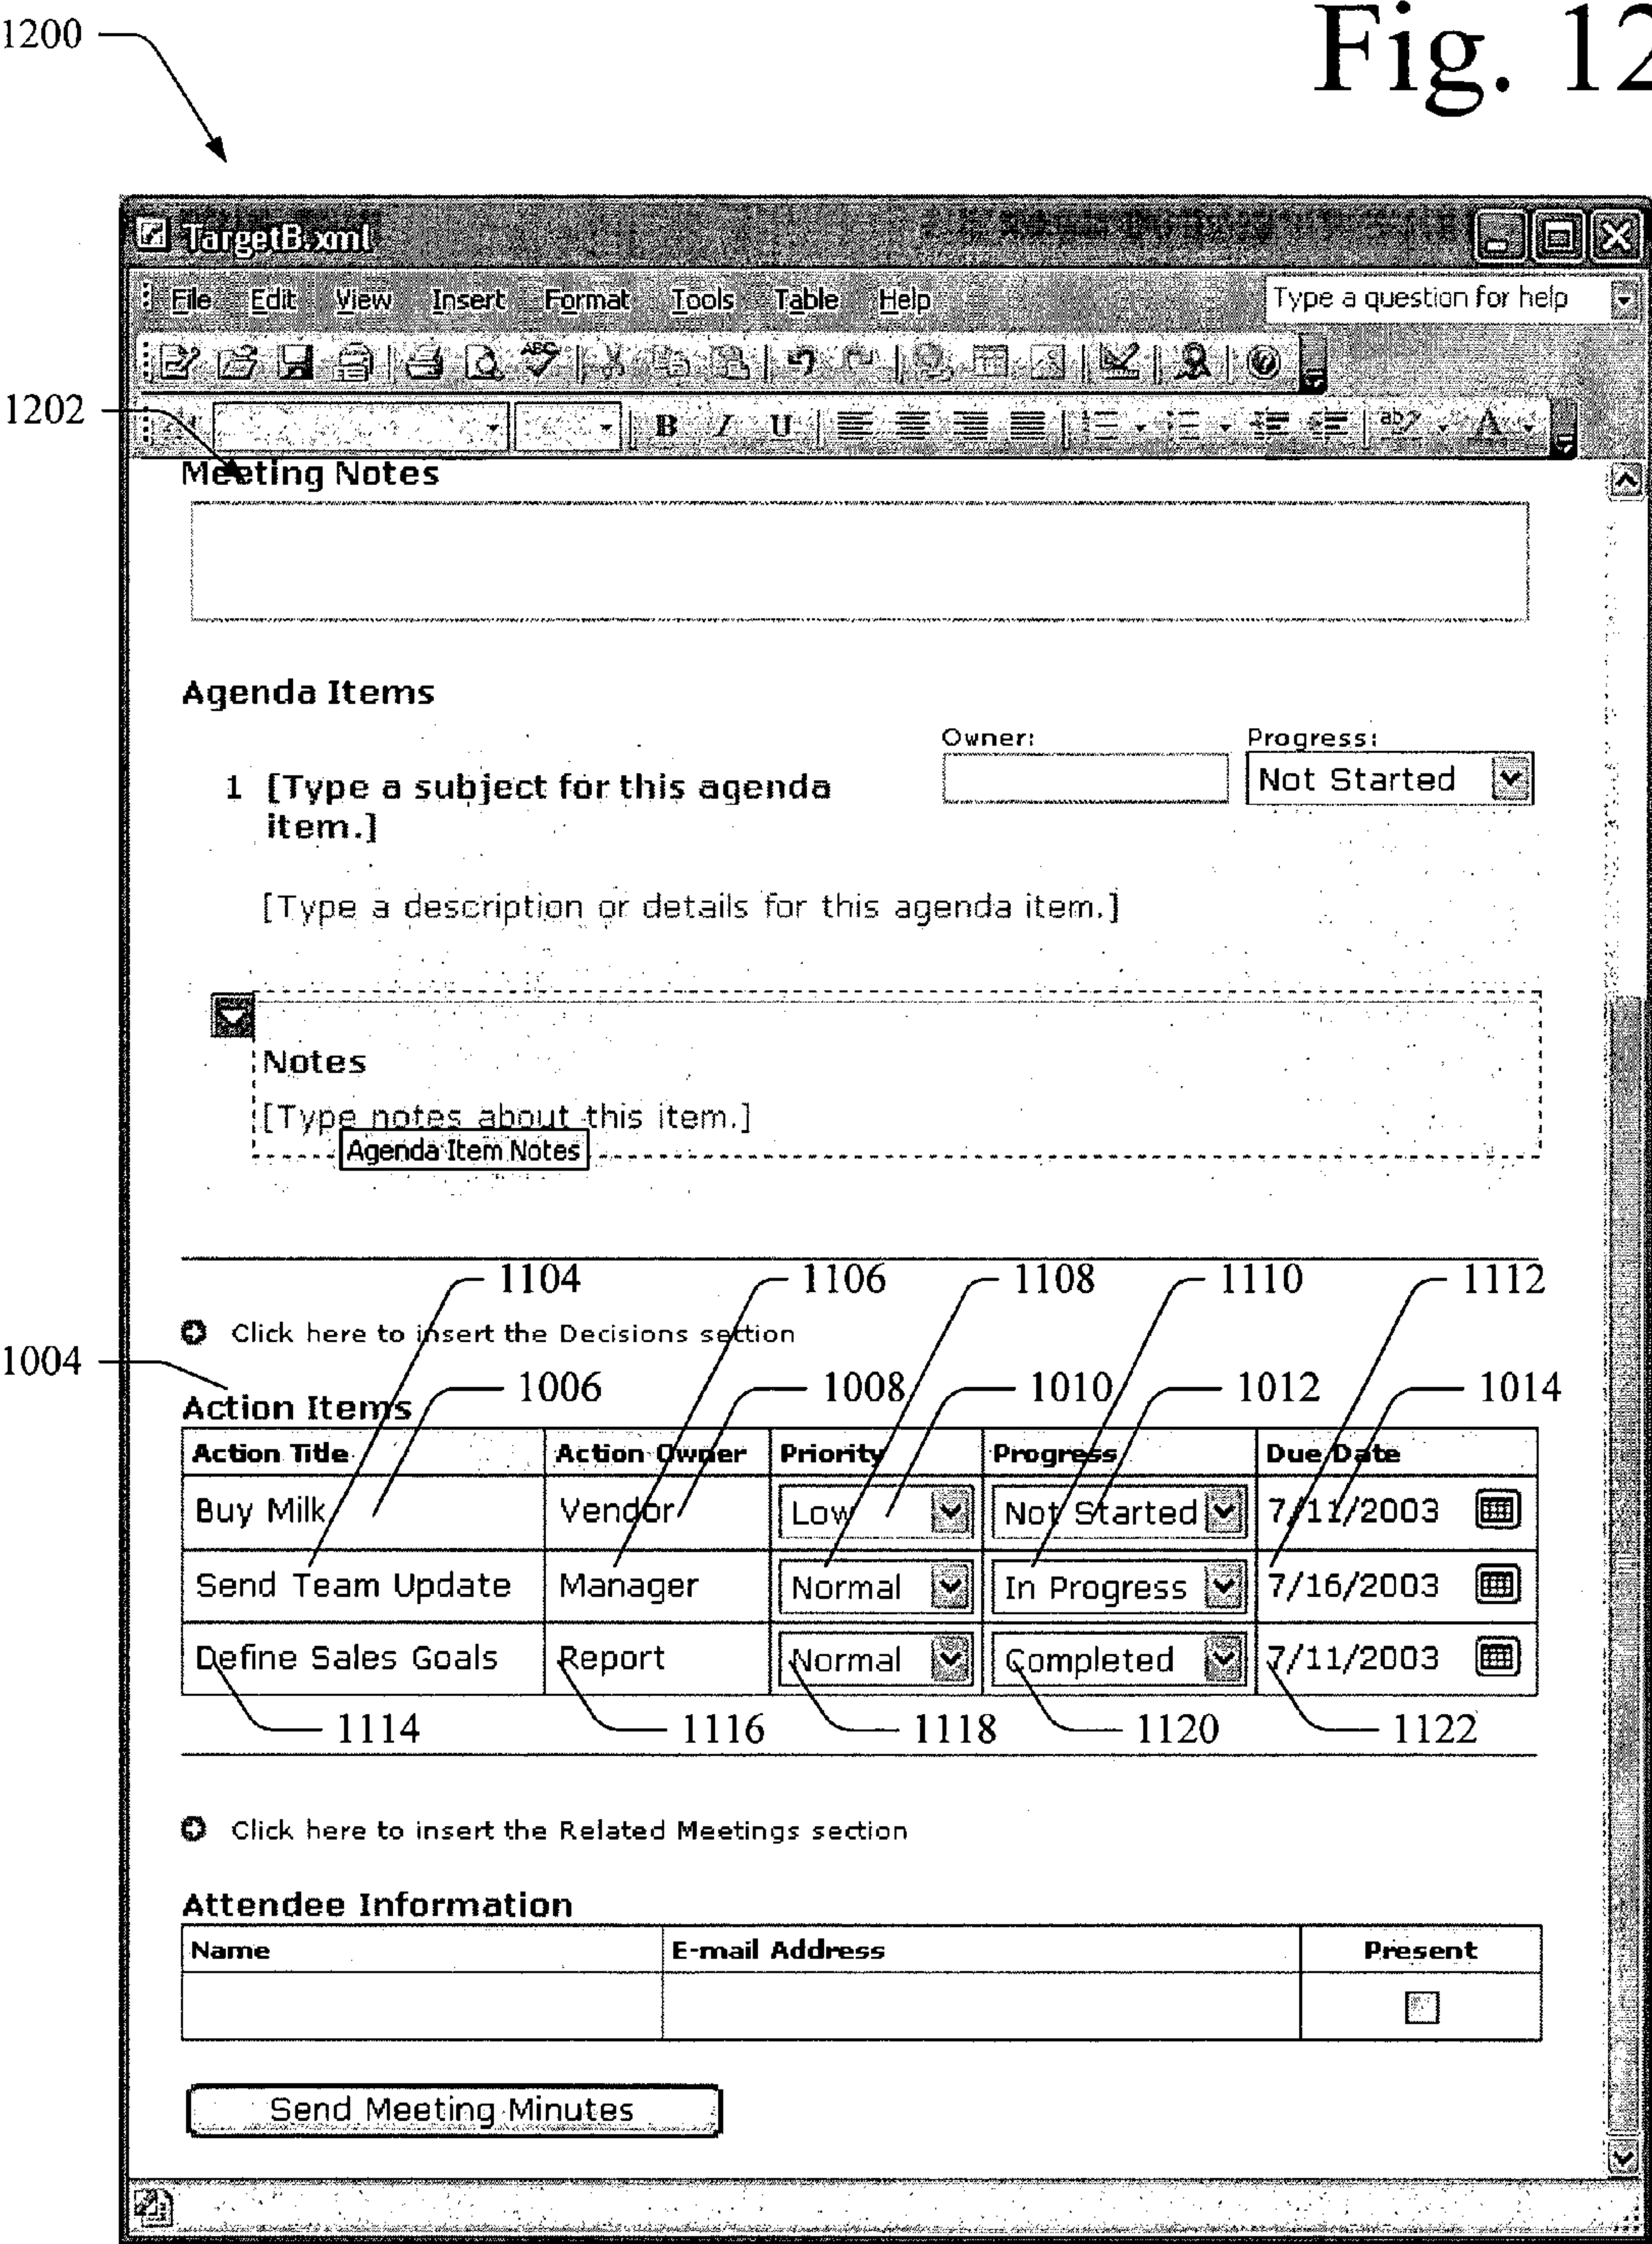 1200
Fig. 12
TargetB.xml
File Edit View Insert Format Tools Table Help
Type a question for help
ABC
1202
B I U ab A
Meeting Notes
Agenda Items
Owner: Progress:
1 [Type a subject for this agenda
item.]
Not Started
[Type a description or details for this agenda item.]
Notes
[Type notes about this item.]
Agenda Item Notes
1104 1106 1108 1110 1112
Click here to insert the Decisions section
1004
1006 1008 1010 1012 1014
Action Items
Action Title Action Owner Priority Progress Due Date
Buy Milk Vendor Low Not Started 7/11/2003
Send Team Update Manager Normal In Progress 7/16/2003
Define Sales Goals Report Normal Completed 7/11/2003
1114 1116 1118 1120 1122
Click here to insert the Related Meetings section
Attendee Information
Name E-mail Address Present
Send Meeting Minutes